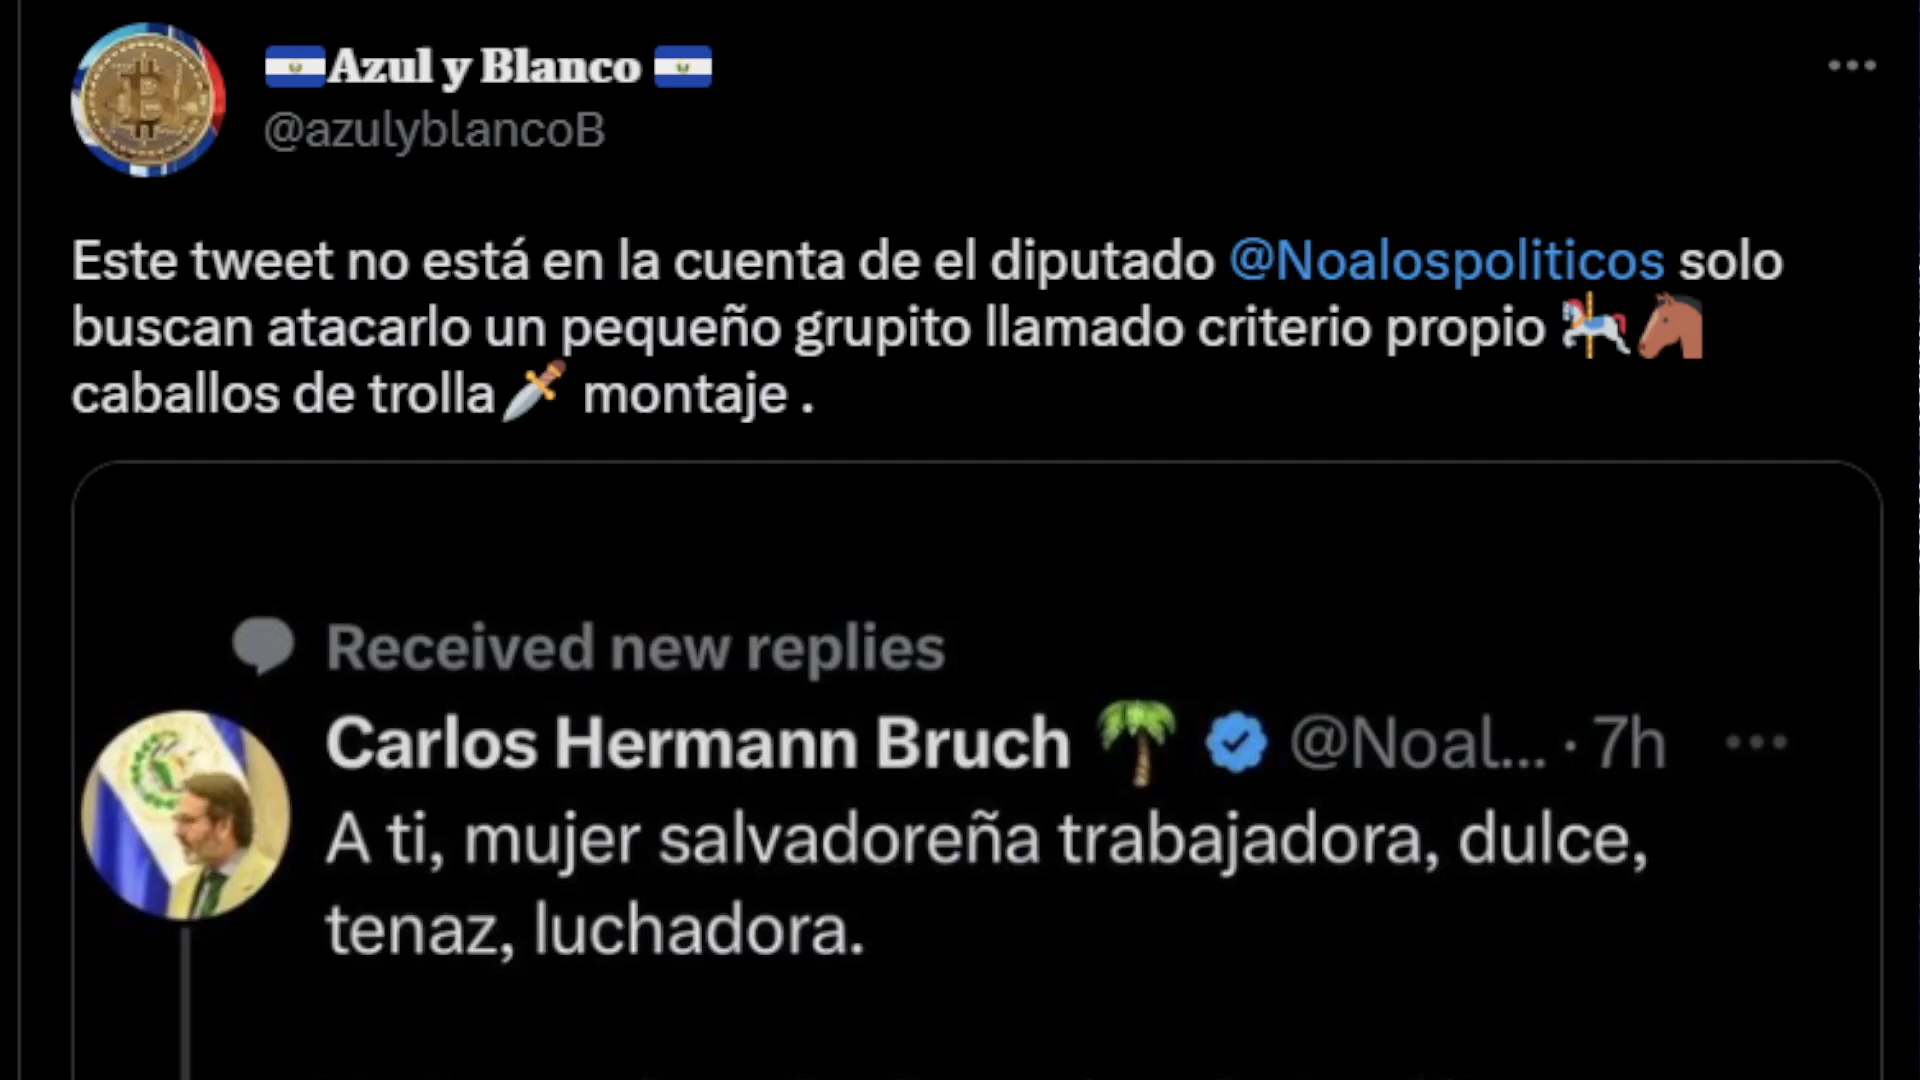 🇸🇻Azul y Blanco 🇸🇻
@azulyblancoB
Este tweet no está en la cuenta de el diputado @Noalospoliticos solo
buscan atacarlo un pequeño grupito llamado criterio propio 🎠🐴
caballos de trolla🗡️ montaje .
Received new replies
Carlos Hermann Bruch 🌴 @Noal... · 7h
A ti, mujer salvadoreña trabajadora, dulce,
tenaz, luchadora.